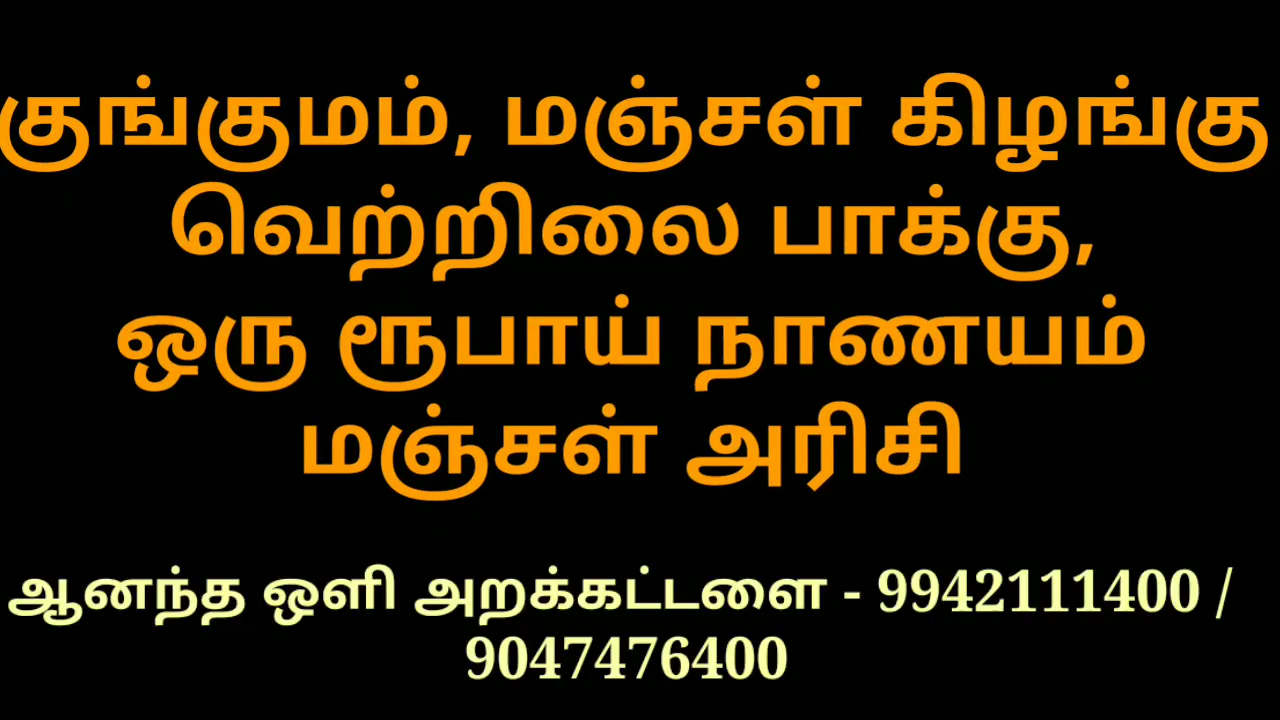 குங்குமம், மஞ்சள் கிழங்கு
வெற்றிலை பாக்கு,
ஒரு ரூபாய் நாணயம்
மஞ்சள் அரிசி
ஆனந்த ஒளி அறக்கட்டளை - 9942111400 /
9047476400